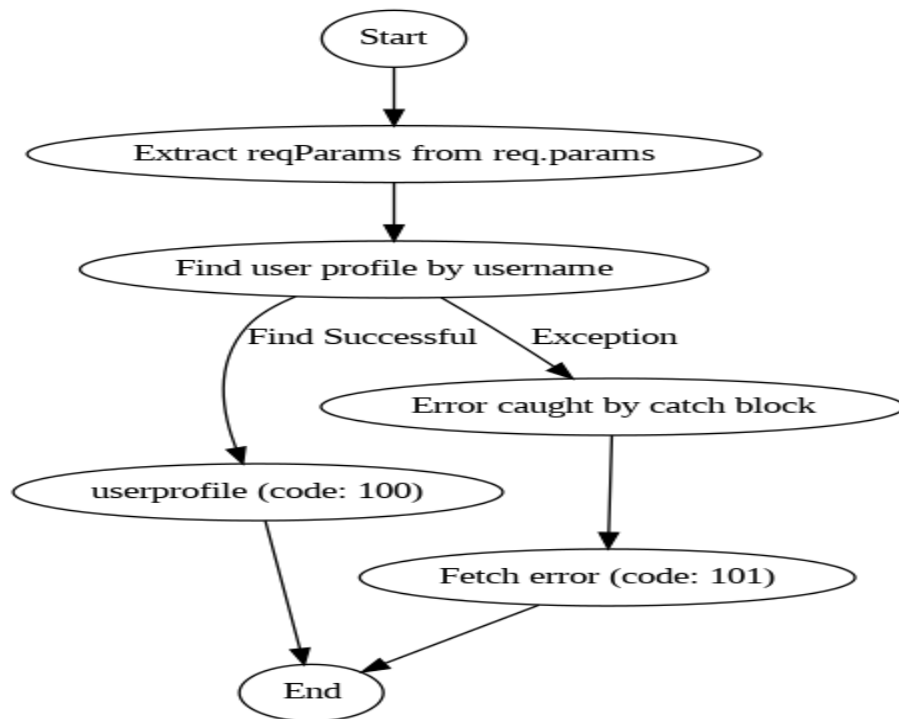 Start
Extract reqParams from req.params
Find user profile by username
Find Successful
Exception
Error caught by catch block
userprofile (code: 100)
Fetch error (code: 101)
End